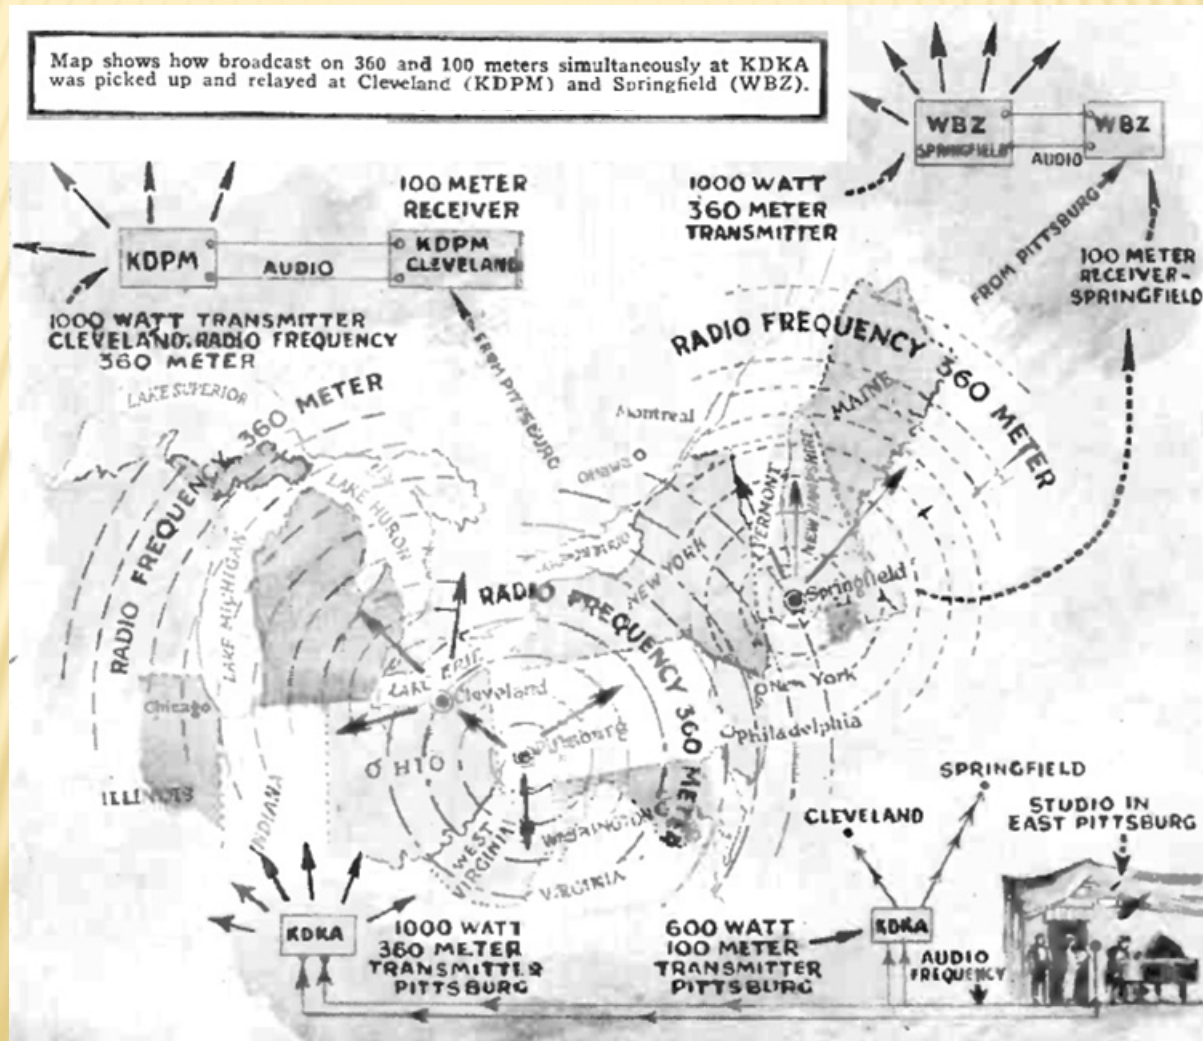 Map shows how broadcast on 360 and 100 meters simultaneously at KDKA
was picked up and relayed at Cleveland (KDPM) and Springfield (WBZ).
WBZ
SPRINGFIELD
AUDIO
WBZ
1000 WATT
360 METER
TRANSMITTER
FROM PITTSBURG
100 METER
RECEIVER-
SPRINGFIELD
100 METER
RECEIVER
KDPM
AUDIO
KDPM
CLEVELAND
1000 WATT TRANSMITTER
CLEVELAND. RADIO FREQUENCY
360 METER
FROM PITTSBURG
RADIO FREQUENCY 360 METER
LAKE SUPERIOR
RADIO FREQUENCY 360 METER
Montreal
MAINE
Ottawa
LAKE HURON
LAKE MICHIGAN
VERMONT
NEW HAMPSHIRE
NEW YORK
Springfield
RADIO FREQUENCY 360 METER
LAKE ERIE
Cleveland
New York
Chicago
Philadelphia
Pittsburg
OHIO
ILLINOIS
INDIANA
WEST
VIRGINIA
WASHINGTON
VIRGINIA
SPRINGFIELD
CLEVELAND
STUDIO IN
EAST PITTSBURG
KDKA
1000 WATT
360 METER
TRANSMITTER
PITTSBURG
600 WATT
100 METER
TRANSMITTER
PITTSBURG
KDKA
AUDIO
FREQUENCY